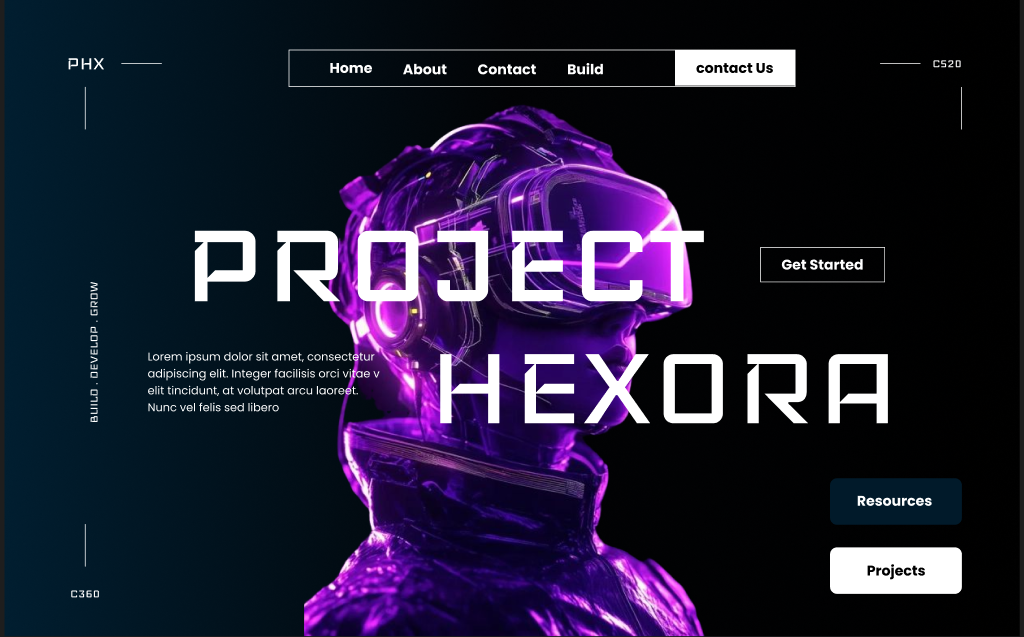 PHX
Home About Contact Build contact Us
C520
PROJECT
Get Started
BUILD . DEVELOP . GROW
Lorem ipsum dolor sit amet, consectetur
adipiscing elit. Integer facilisis orci vitae v
elit tincidunt, at volutpat arcu laoreet.
Nunc vel felis sed libero
HEXORA
Resources
Projects
C360